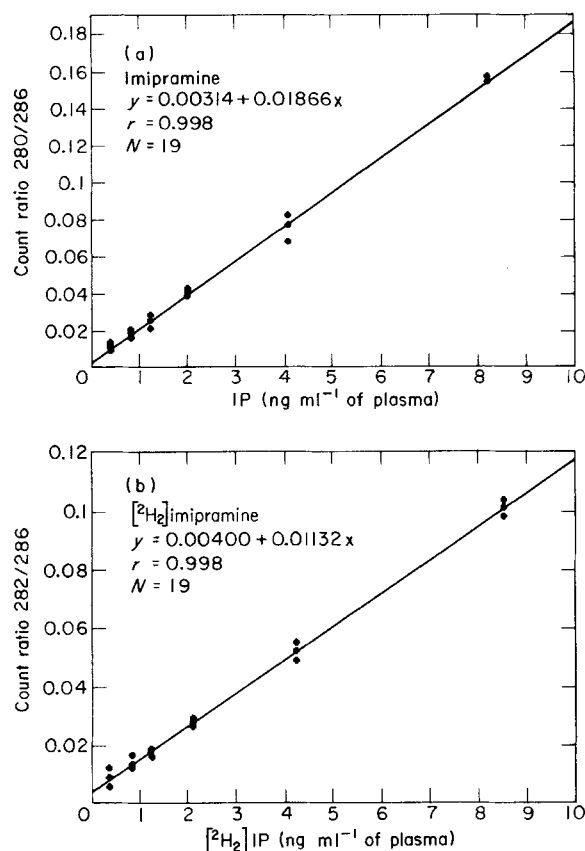 0.18
(a)
Imipramine
0.16
y = 0.00314 + 0.01866x
0.14
r = 0.998
0.12
N = 19
Count ratio 280/286
0.1
0.08
0.06
0.04
0.02
0 1 2 3 4 5 6 7 8 9 10
IP (ng ml⁻¹ of plasma)
0.12
(b)
[²H₂]imipramine
0.1
y = 0.00400 + 0.01132x
r = 0.998
0.08
N = 19
Count ratio 282/286
0.06
0.04
0.02
0 1 2 3 4 5 6 7 8 9 10
[²H₂]IP (ng ml⁻¹ of plasma)